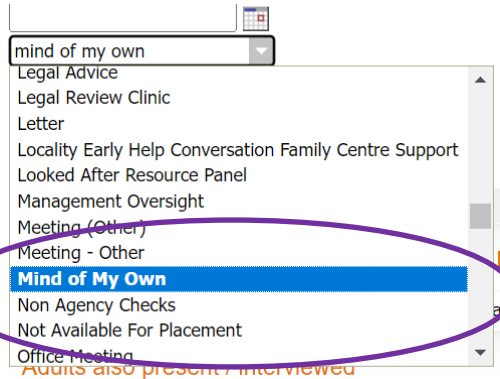 mind of my own
Legal Advice
Legal Review Clinic
Letter
Locality Early Help Conversation Family Centre Support
Looked After Resource Panel
Management Oversight
Meeting (Other)
Meeting - Other
Mind of My Own
Non Agency Checks
Not Available For Placement
Office Meeting
Adults also present / interviewed